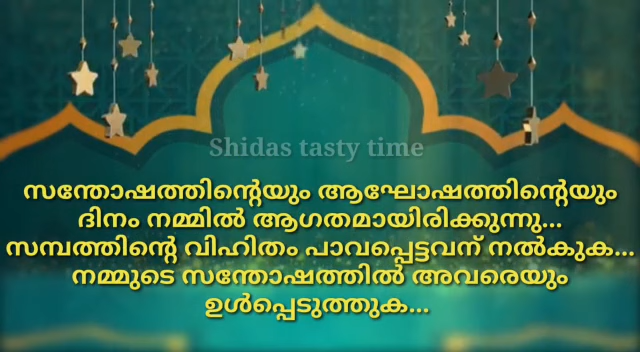 Shidas tasty time
സന്തോഷത്തിന്റെയും ആഘോഷത്തിന്റെയും
ദിനം നമ്മിൽ ആഗതമായിരിക്കുന്നു...
സമ്പത്തിന്റെ വിഹിതം പാവപ്പെട്ടവന് നൽകുക...
നമ്മുടെ സന്തോഷത്തിൽ അവരെയും
ഉൾപ്പെടുത്തുക...